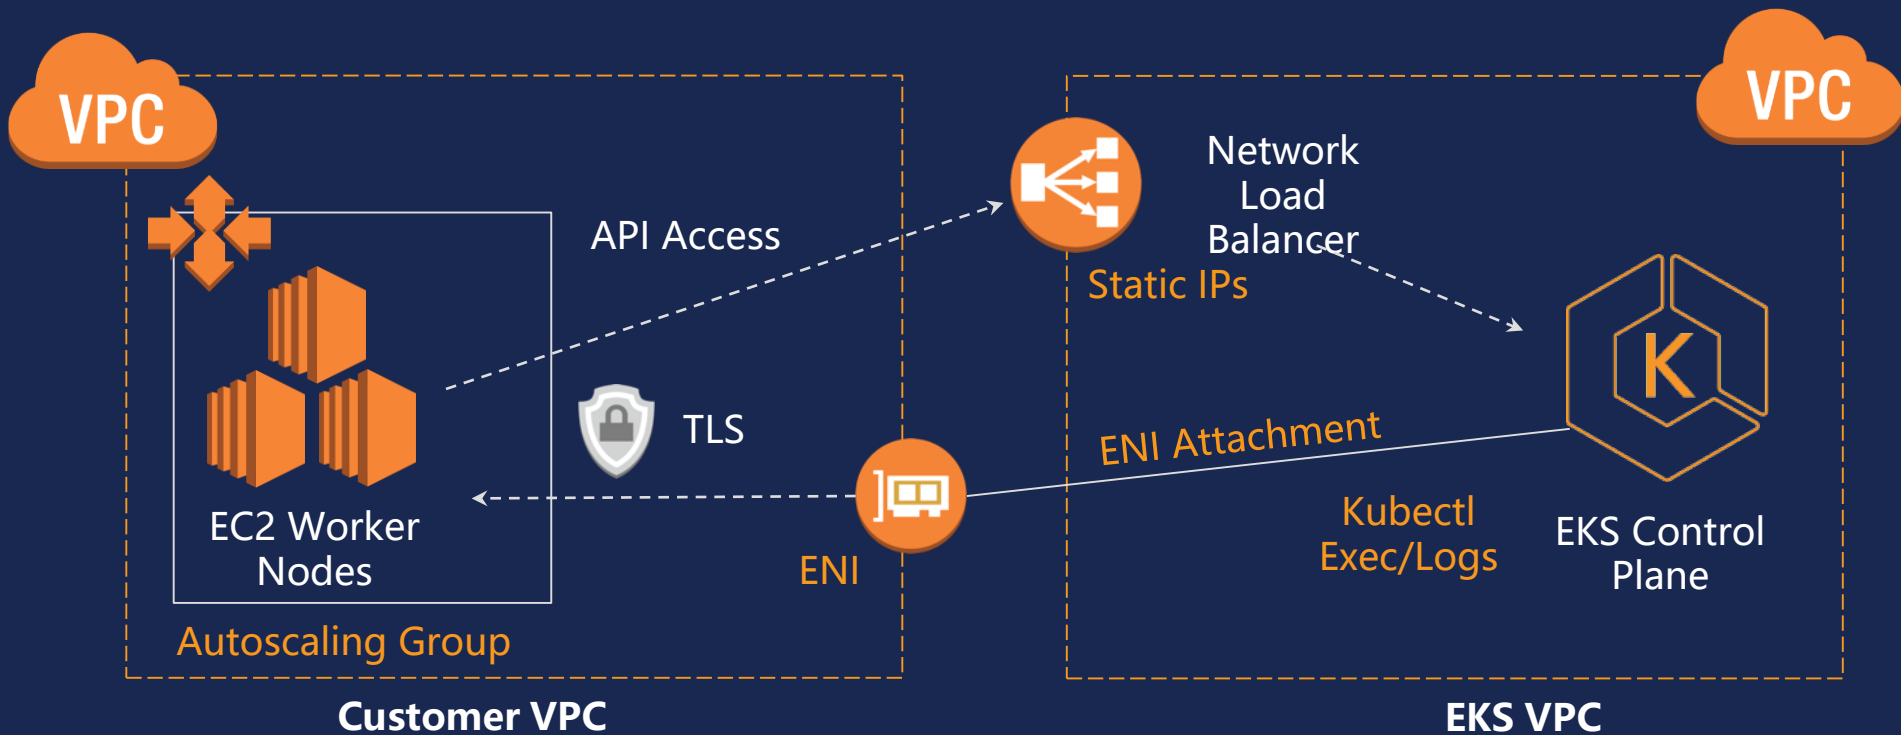 VPC
VPC
Network
Load
Balancer
API Access
Static IPs
K
TLS
ENI Attachment
EC2 Worker
Nodes
ENI
Kubectl
Exec/Logs
EKS Control
Plane
Autoscaling Group
Customer VPC
EKS VPC